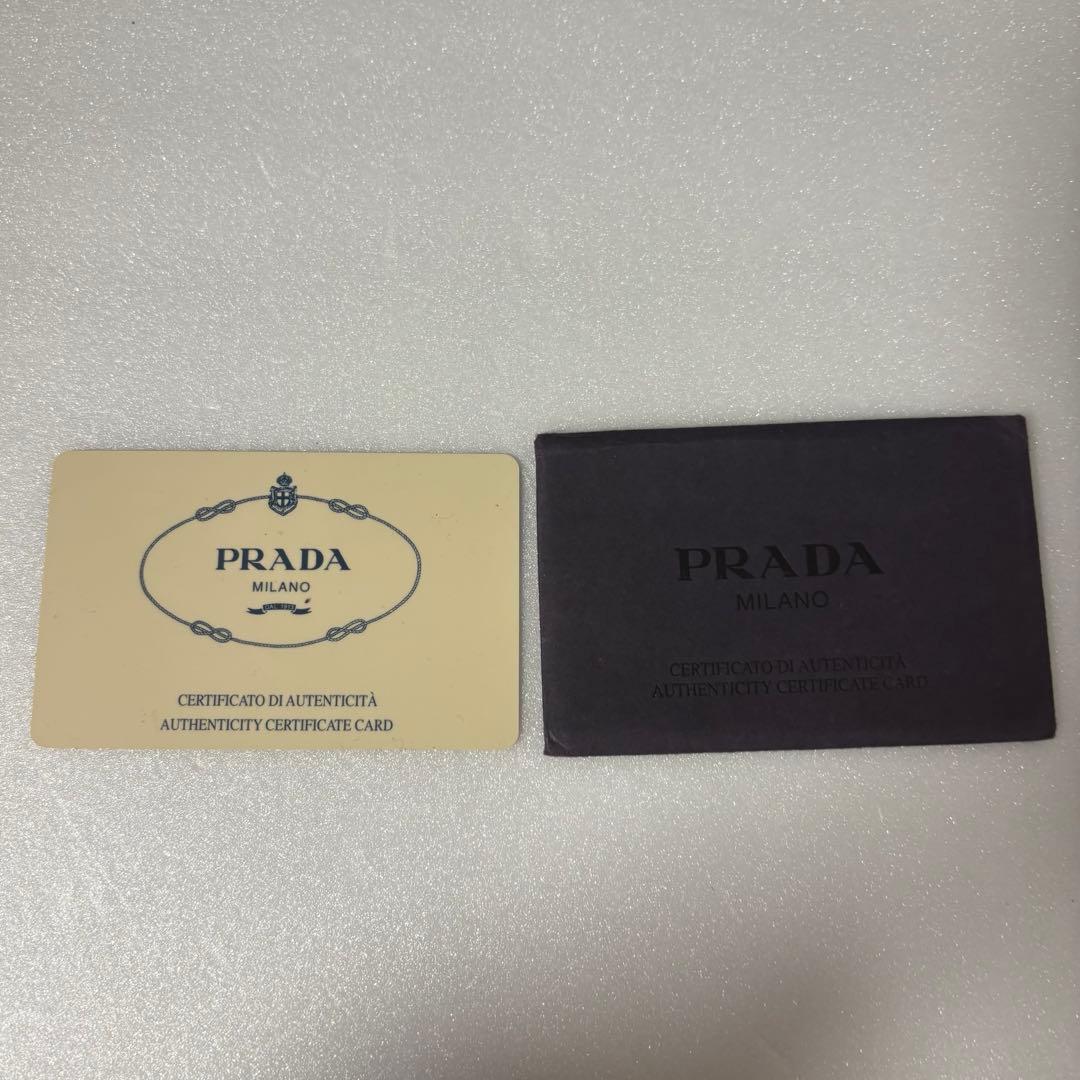 PRADA
MILANO
DAL 1913
CERTIFICATO DI AUTENTICITÀ
AUTHENTICITY CERTIFICATE CARD
PRADA
MILANO
CERTIFICATO DI AUTENTICITÀ
AUTHENTICITY CERTIFICATE CARD